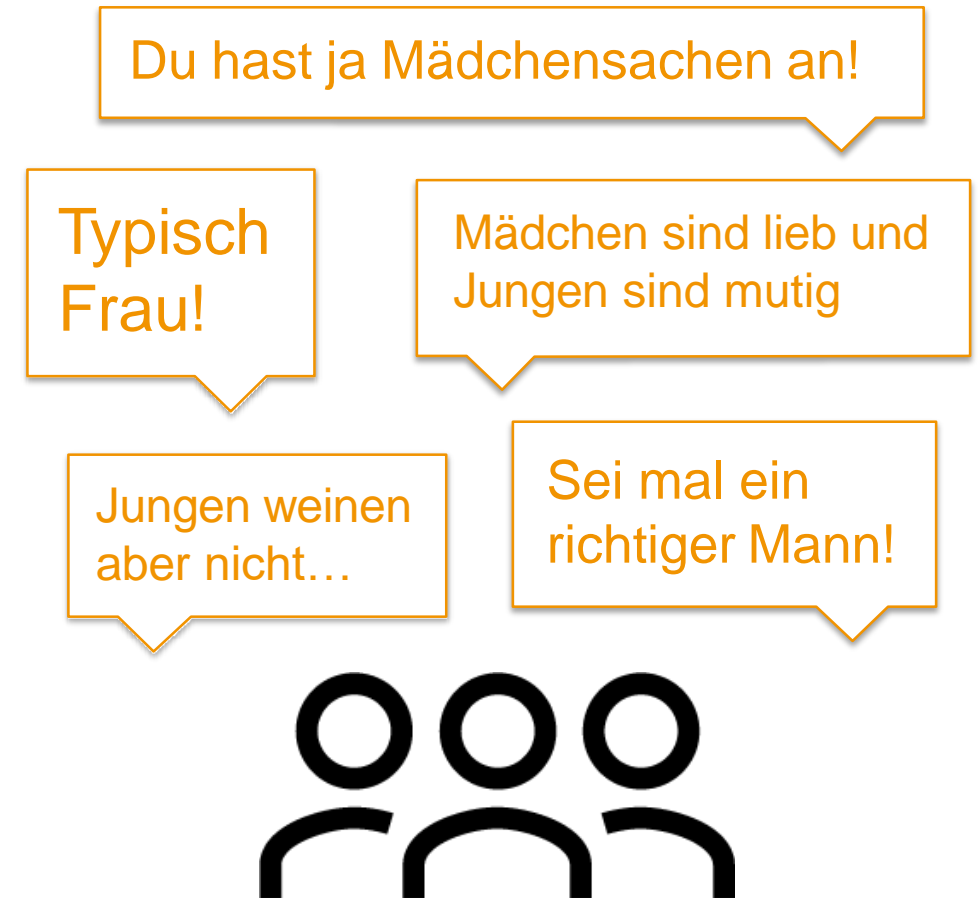 Du hast ja Mädchensachen an!
Typisch
Frau!
Mädchen sind lieb und
Jungen sind mutig
Jungen weinen
aber nicht…
Sei mal ein
richtiger Mann!